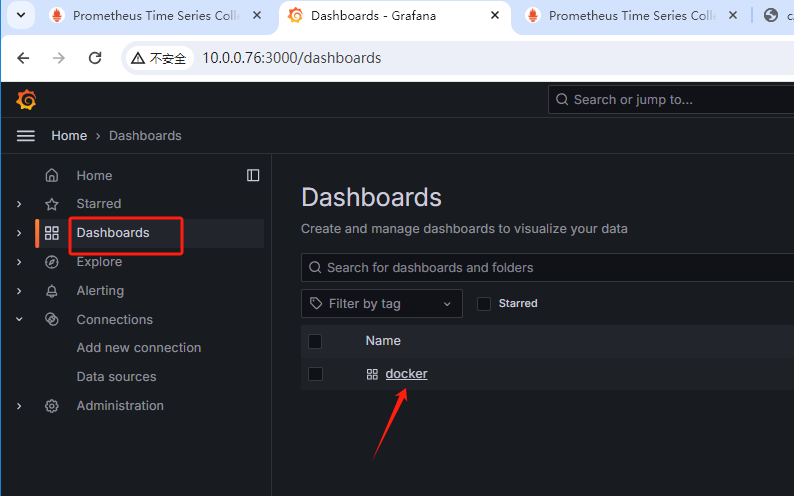 Prometheus Time Series Colle
Dashboards - Grafana
Prometheus Time Series Colle
不安全 10.0.0.76:3000/dashboards
Search or jump to...
Home › Dashboards
Home
Starred
Dashboards
Explore
Alerting
Connections
Add new connection
Data sources
Administration
Dashboards
Create and manage dashboards to visualize your data
Search for dashboards and folders
Filter by tag
Starred
Name
docker